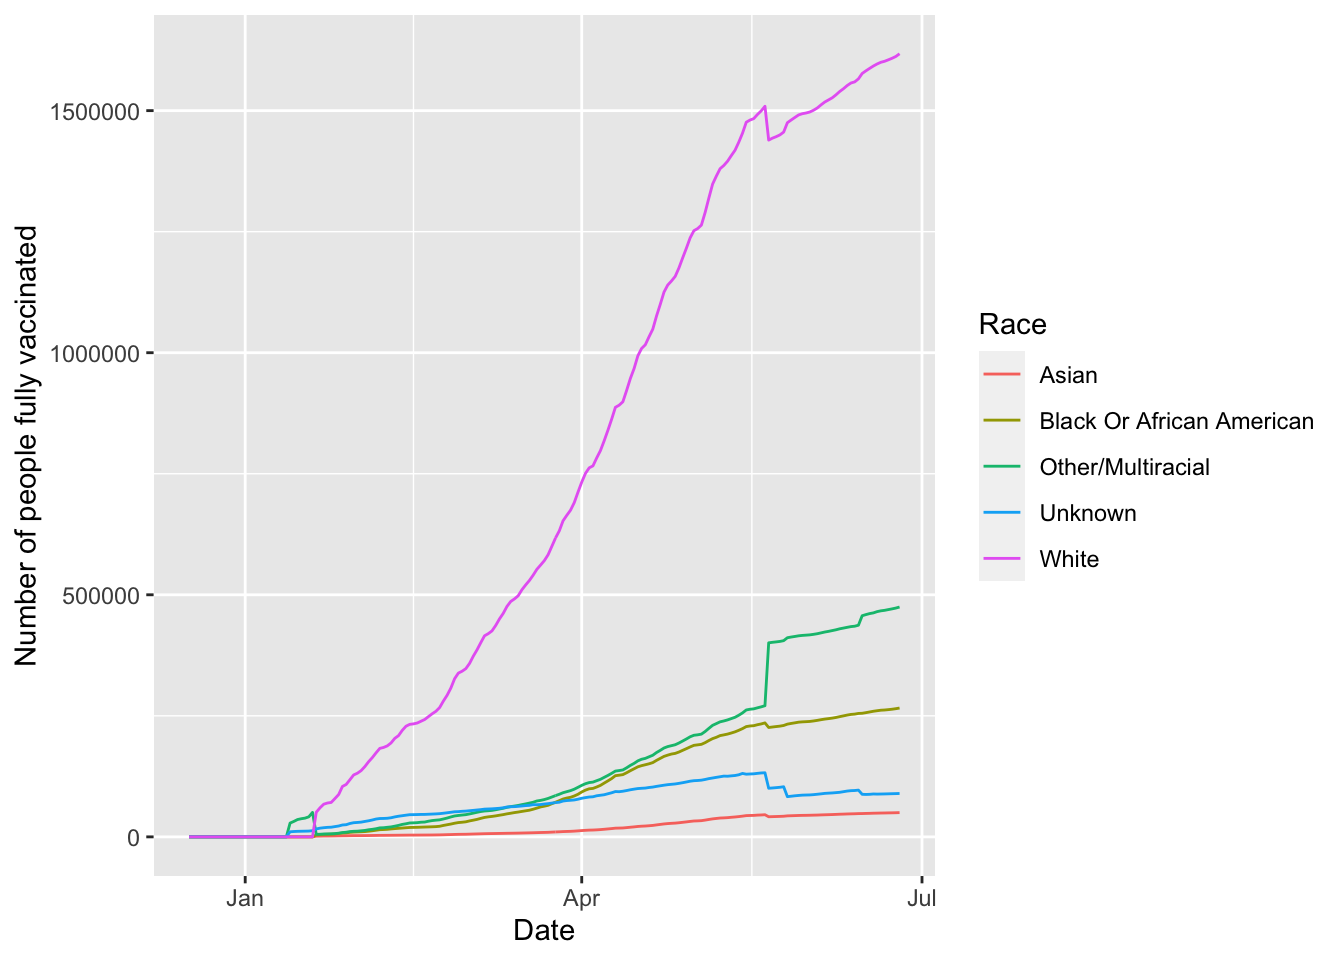 Number of people fully vaccinated
1500000
1000000
500000
0
Jan
Apr
Jul
Date
Race
Asian
Black Or African American
Other/Multiracial
Unknown
White